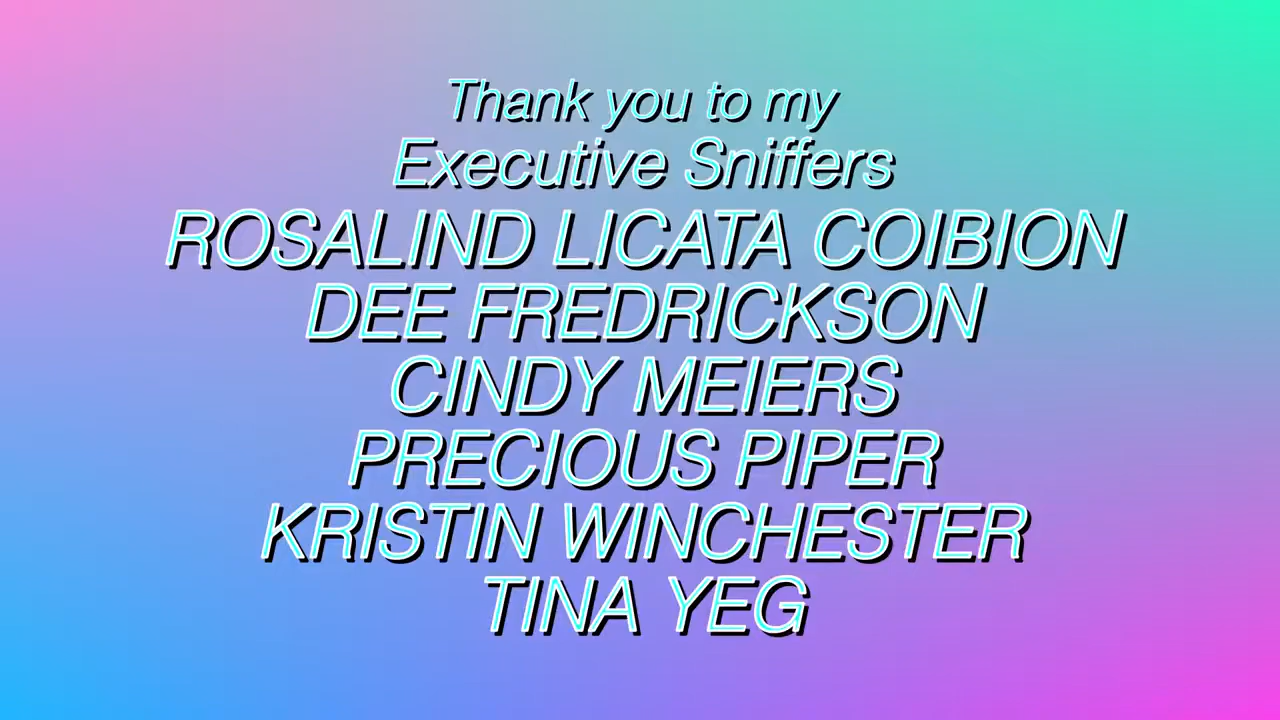 Thank you to my
Executive Sniffers
ROSALIND LICATA COIBION
DEE FREDRICKSON
CINDY MEIERS
PRECIOUS PIPER
KRISTIN WINCHESTER
TINA YEG